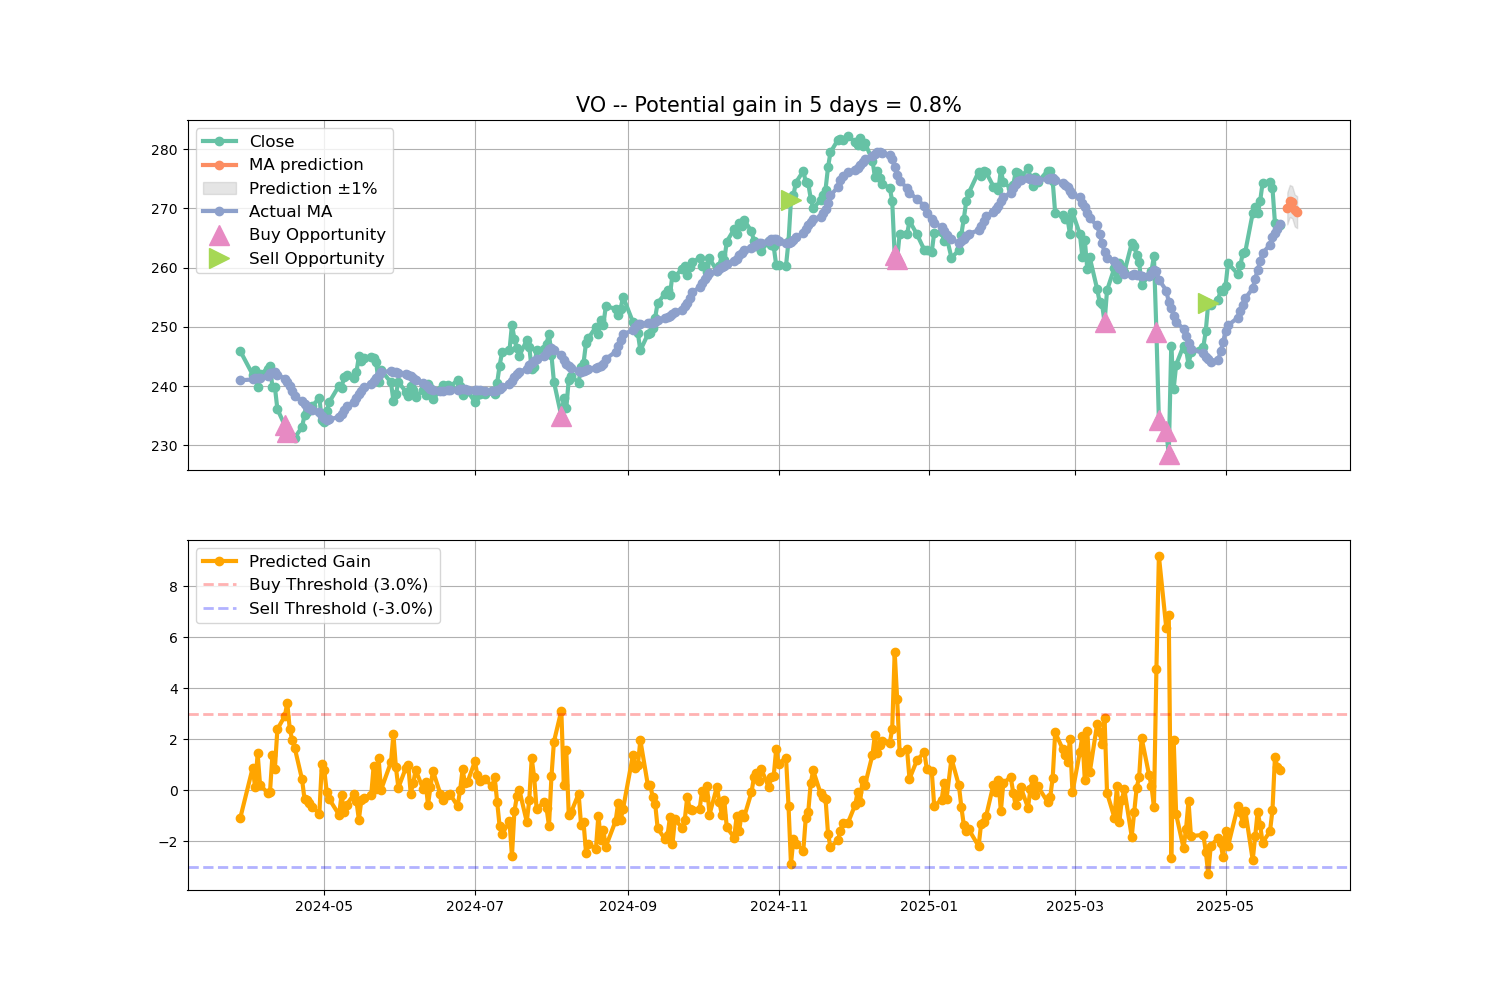 VO -- Potential gain in 5 days = 0.8%
Close
MA prediction
Prediction ±1%
Actual MA
Buy Opportunity
Sell Opportunity
280
270
260
250
240
230
Predicted Gain
Buy Threshold (3.0%)
Sell Threshold (-3.0%)
8
6
4
2
0
−2
2024-05 2024-07 2024-09 2024-11 2025-01 2025-03 2025-05